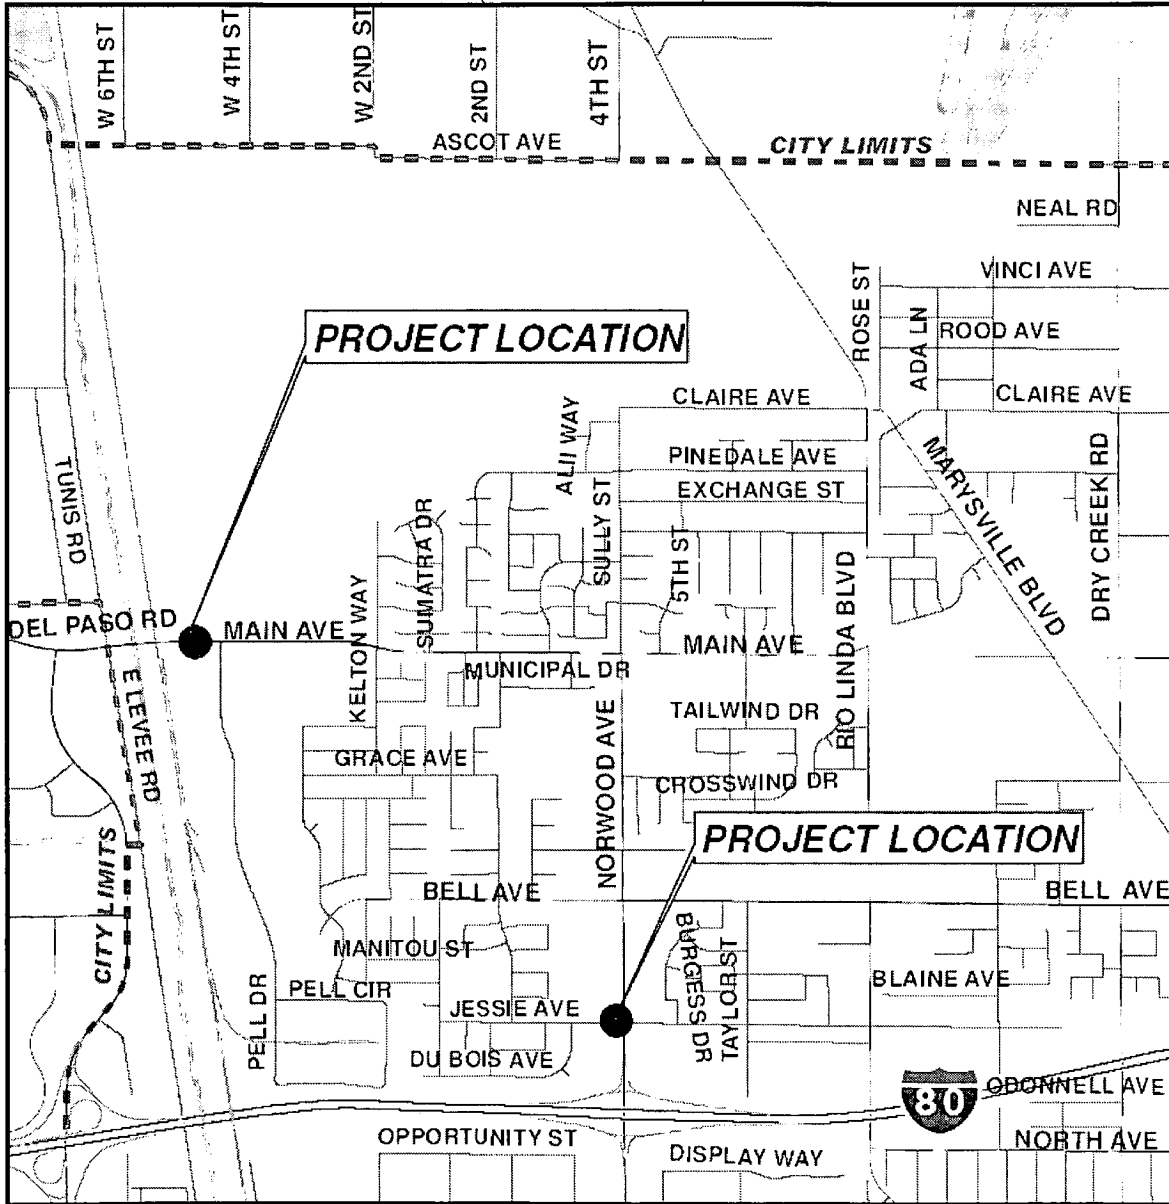 W 6TH ST
W 4TH ST
W 2ND ST
2ND ST
4TH ST
ASCOT AVE
CITY LIMITS
NEAL RD
VINCI AVE
ROSE ST
ADA LN
ROOD AVE
PROJECT LOCATION
CLAIRE AVE
CLAIRE AVE
ALII WAY
PINEDALE AVE
MARYSVILLE BLVD
DRY CREEK RD
TUNIS RD
EXCHANGE ST
SULLY ST
SUMATRA DR
5TH ST
RIO LINDA BLVD
KELTON WAY
DEL PASO RD
MAIN AVE
MAIN AVE
MUNICIPAL DR
E LEVEE RD
NORWOOD AVE
TAILWIND DR
GRACE AVE
CROSSWIND DR
PROJECT LOCATION
CITY LIMITS
BELL AVE
BELL AVE
MANITOU ST
BURGESS DR
TAYLOR ST
BLAINE AVE
PELL DR
PELL CIR
JESSIE AVE
DU BOIS AVE
80
ODONNELL AVE
OPPORTUNITY ST
NORTH AVE
DISPLAY WAY